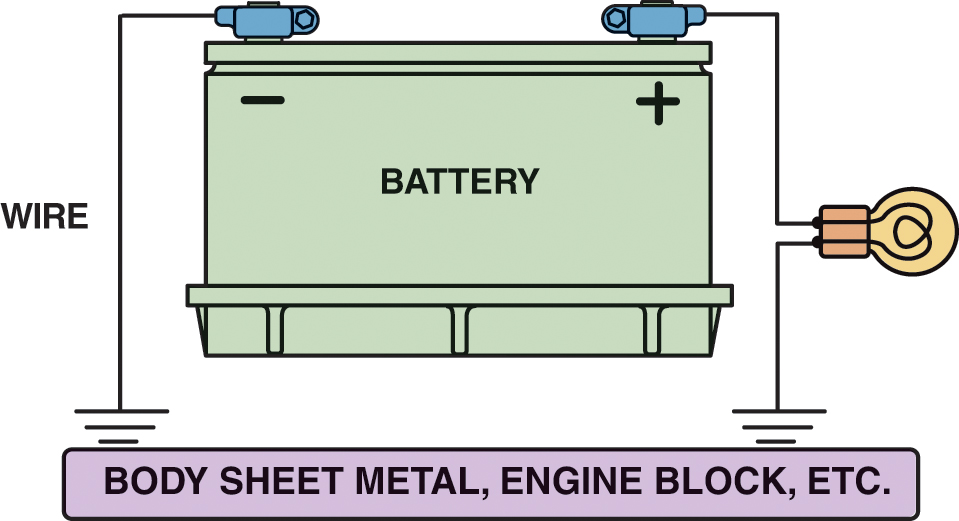 − +
BATTERY
WIRE
BODY SHEET METAL, ENGINE BLOCK, ETC.